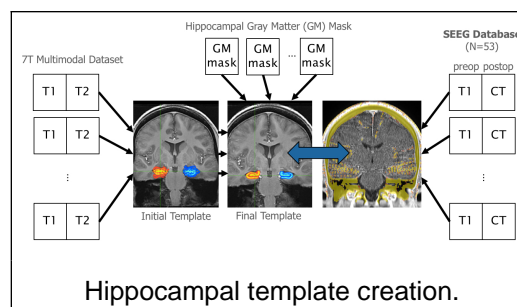 Hippocampal Gray Matter (GM) Mask
SEEG Database
(N=53)
7T Multimodal Dataset
GM
mask
GM
mask
...
GM
mask
preop postop
T1 T2
T1 CT
T1 T2
T1 CT
⋮
⋮
T1 T2
T1 CT
Initial Template
Final Template
Hippocampal template creation.